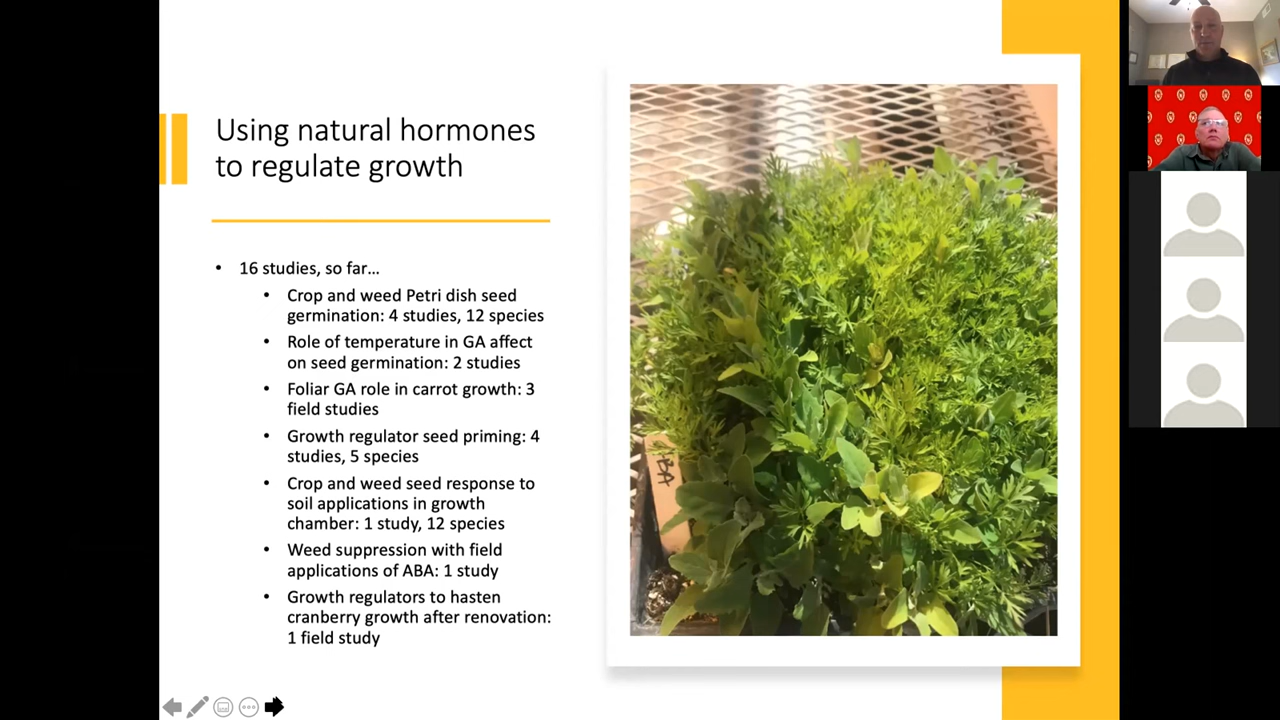 Using natural hormones
to regulate growth
• 16 studies, so far…
• Crop and weed Petri dish seed
germination: 4 studies, 12 species
• Role of temperature in GA affect
on seed germination: 2 studies
• Foliar GA role in carrot growth: 3
field studies
• Growth regulator seed priming: 4
studies, 5 species
• Crop and weed seed response to
soil applications in growth
chamber: 1 study, 12 species
• Weed suppression with field
applications of ABA: 1 study
• Growth regulators to hasten
cranberry growth after renovation:
1 field study